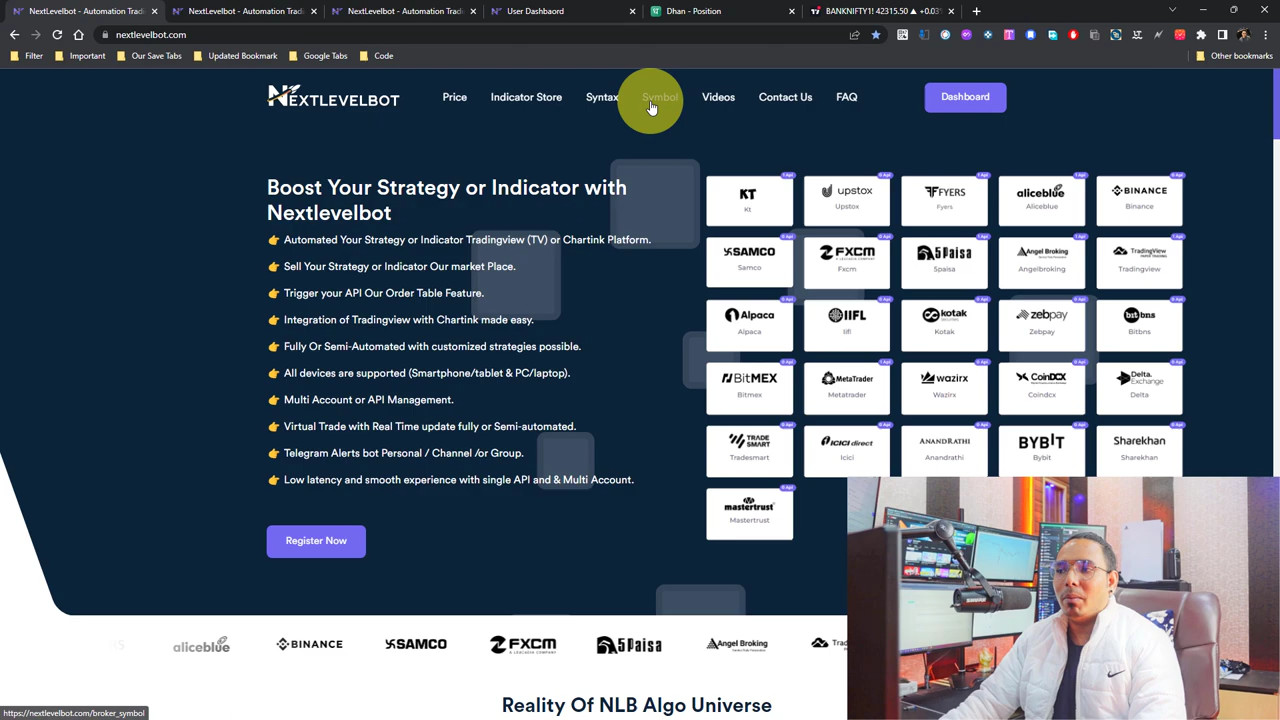 NextLevelbot - Automation Trad
NextLevelbot - Automation Trad
NextLevelbot - Automation Trad
User Dashbaord
Dhan - Pon
BANKNIFTY1! 42315.50 ▲ +0.03
nextlevelbot.com
Filter
Important
Our Save Tabs
Updated Bookmark
Google Tabs
Code
Other bookmarks
NEXTLEVELBOT
Price
Indicator Store
Syntax
Symbol
Videos
Contact Us
FAQ
Dashboard
Boost Your Strategy or Indicator with
Nextlevelbot
👉 Automated Your Strategy or Indicator Tradingview (TV) or Chartink Platform.
👉 Sell Your Strategy or Indicator Our market Place.
👉 Trigger your API Our Order Table Feature.
👉 Integration of Tradingview with Chartink made easy.
👉 Fully Or Semi-Automated with customized strategies possible.
👉 All devices are supported (Smartphone/tablet & PC/laptop).
👉 Multi Account or API Management.
👉 Virtual Trade with Real Time update fully or Semi-automated.
👉 Telegram Alerts bot Personal / Channel /or Group.
👉 Low latency and smooth experience with single API and & Multi Account.
Register Now
KT
Kt
upstox
Upstox
FYERS
Fyers
aliceblue
Aliceblue
BINANCE
Binance
SAMCO
Samco
FXCM
Fxcm
5paisa
5paisa
Angel Broking
Angelbroking
TradingView
Tradingview
Alpaca
Alpaca
IIFL
Iifl
kotak
Kotak
zebpay
Zebpay
bitbns
Bitbns
BitMEX
Bitmex
MetaTrader
Metatrader
wazirx
Wazirx
CoinDCX
Coindcx
Delta Exchange
Delta
TRADE SMART
Tradesmart
ICICI direct
Icici
ANANDRATHI
Anandrathi
BYBIT
Bybit
Sharekhan
Sharekhan
mastertrust
Mastertrust
aliceblue
BINANCE
SAMCO
FXCM
5paisa
Angel Broking
Reality Of NLB Algo Universe
https://nextlevelbot.com/broker_symbol